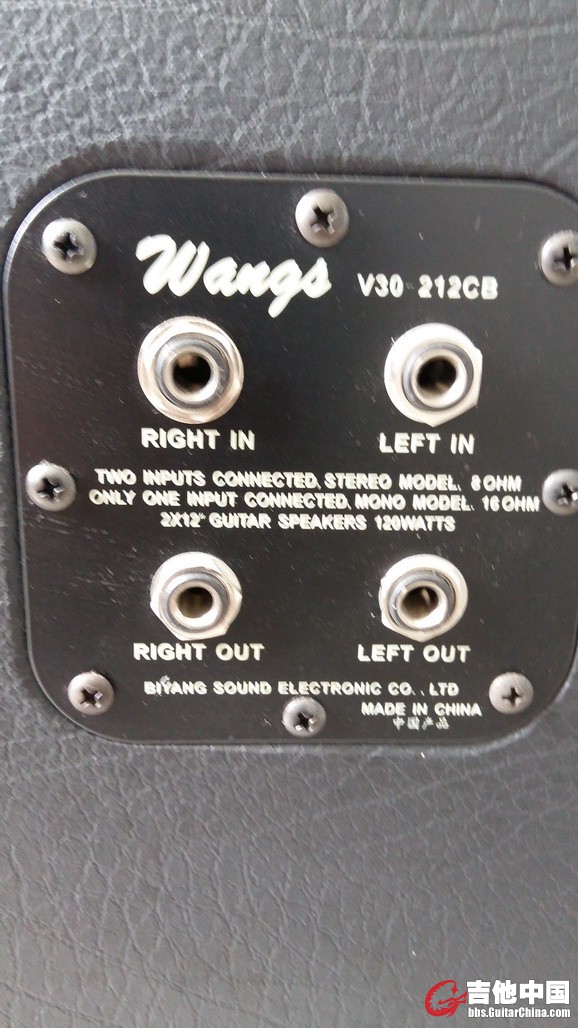 Wangs V30-212CB
RIGHT IN LEFT IN
TWO INPUTS CONNECTED, STEREO MODEL. 8 OHM
ONLY ONE INPUT CONNECTED. MONO MODEL. 16 OHM
2X12" GUITAR SPEAKERS 120WATTS
RIGHT OUT LEFT OUT
BIYANG SOUND ELECTRONIC CO., LTD
MADE IN CHINA
中国产品
吉他中国
bbs.GuitarChina.com